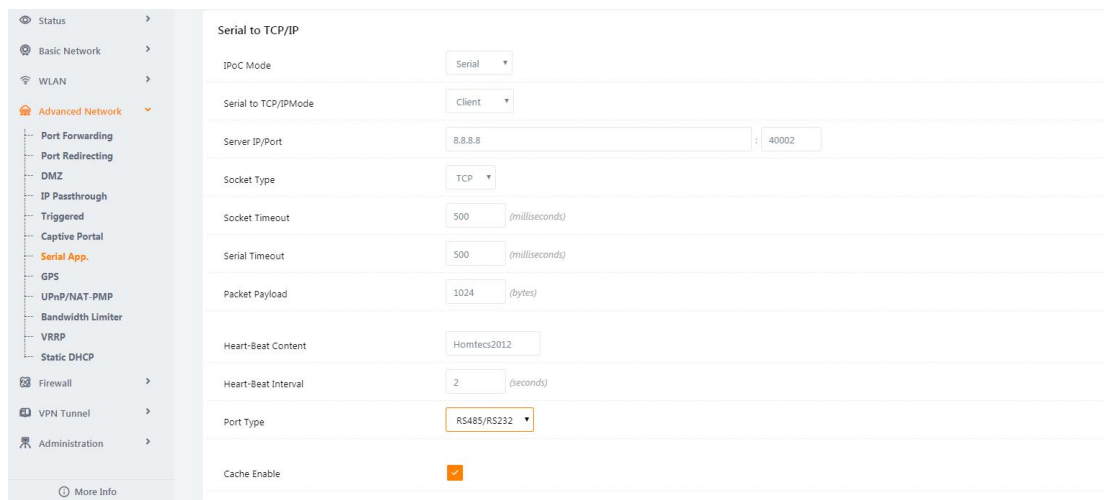 Status
Basic Network
WLAN
Advanced Network
Port Forwarding
Port Redirecting
DMZ
IP Passthrough
Triggered
Captive Portal
Serial App.
GPS
UPnP/NAT-PMP
Bandwidth Limiter
VRRP
Static DHCP
Firewall
VPN Tunnel
Administration
More Info
Serial to TCP/IP
IPoC Mode Serial
Serial to TCP/IPMode Client
Server IP/Port 8.8.8.8 : 40002
Socket Type TCP
Socket Timeout 500 (milliseconds)
Serial Timeout 500 (milliseconds)
Packet Payload 1024 (bytes)
Heart-Beat Content Homtecs2012
Heart-Beat Interval 2 (seconds)
Port Type RS485/RS232
Cache Enable